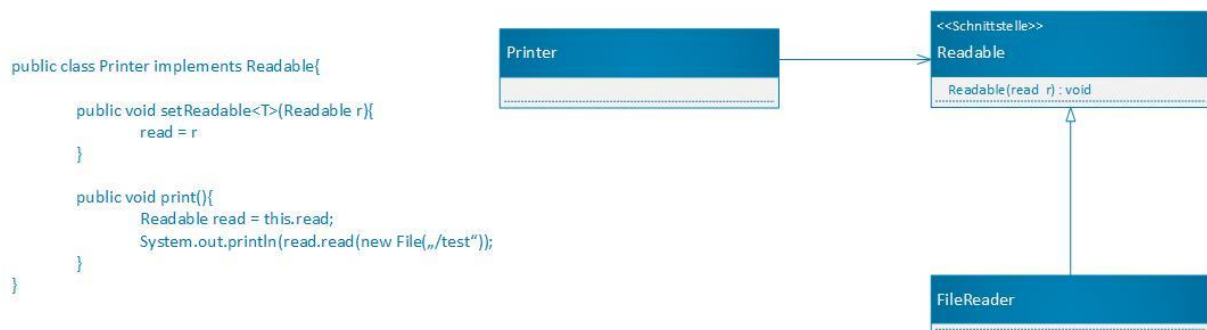 public class Printer implements Readable{
public void setReadable<T>(Readable r){
read = r
}
public void print(){
Readable read = this.read;
System.out.println(read.read(new File(„/test“));
}
}
Printer
<<Schnittstelle>>
Readable
Readable(read r) : void
FileReader